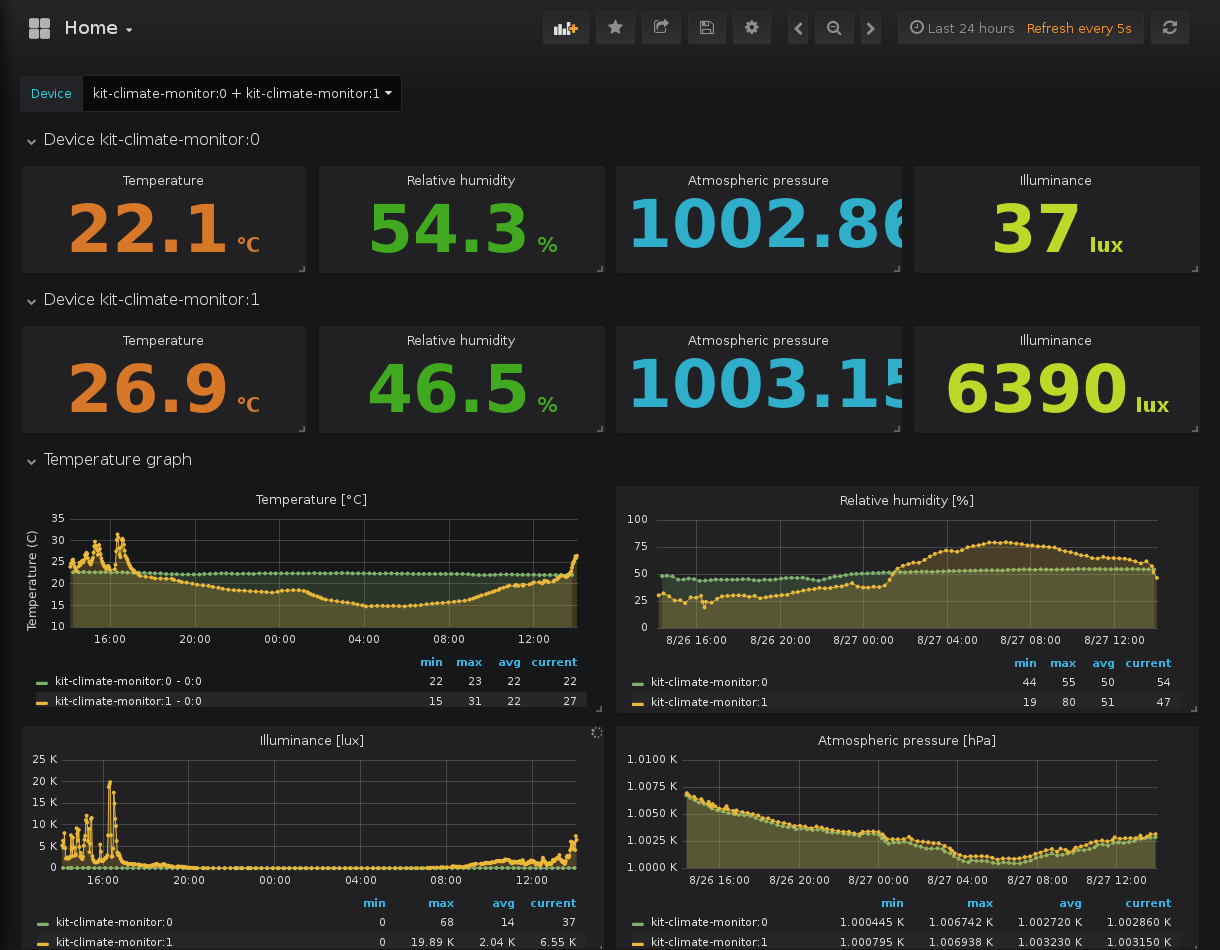 Home
Last 24 hours Refresh every 5s
Device kit-climate-monitor:0 + kit-climate-monitor:1
Device kit-climate-monitor:0
Temperature Relative humidity Atmospheric pressure Illuminance
22.1 °C 54.3 % 1002.86 37 lux
Device kit-climate-monitor:1
Temperature Relative humidity Atmospheric pressure Illuminance
26.9 °C 46.5 % 1003.15 6390 lux
Temperature graph
Temperature [°C]
Temperature (C)
35
30
25
20
15
10
16:00 20:00 00:00 04:00 08:00 12:00
min max avg current
kit-climate-monitor:0 - 0:0 22 23 22 22
kit-climate-monitor:1 - 0:0 15 31 22 27
Relative humidity [%]
100
75
50
25
0
8/26 16:00 8/26 20:00 8/27 00:00 8/27 04:00 8/27 08:00 8/27 12:00
min max avg current
kit-climate-monitor:0 44 55 50 54
kit-climate-monitor:1 19 80 51 47
Illuminance [lux]
25 K
20 K
15 K
10 K
5 K
0
16:00 20:00 00:00 04:00 08:00 12:00
min max avg current
kit-climate-monitor:0 0 68 14 37
kit-climate-monitor:1 0 19.89 K 2.04 K 6.55 K
Atmospheric pressure [hPa]
1.0100 K
1.0075 K
1.0050 K
1.0025 K
1.0000 K
8/26 16:00 8/26 20:00 8/27 00:00 8/27 04:00 8/27 08:00 8/27 12:00
min max avg current
kit-climate-monitor:0 1.000445 K 1.006742 K 1.002720 K 1.002860 K
kit-climate-monitor:1 1.000795 K 1.006938 K 1.003230 K 1.003150 K